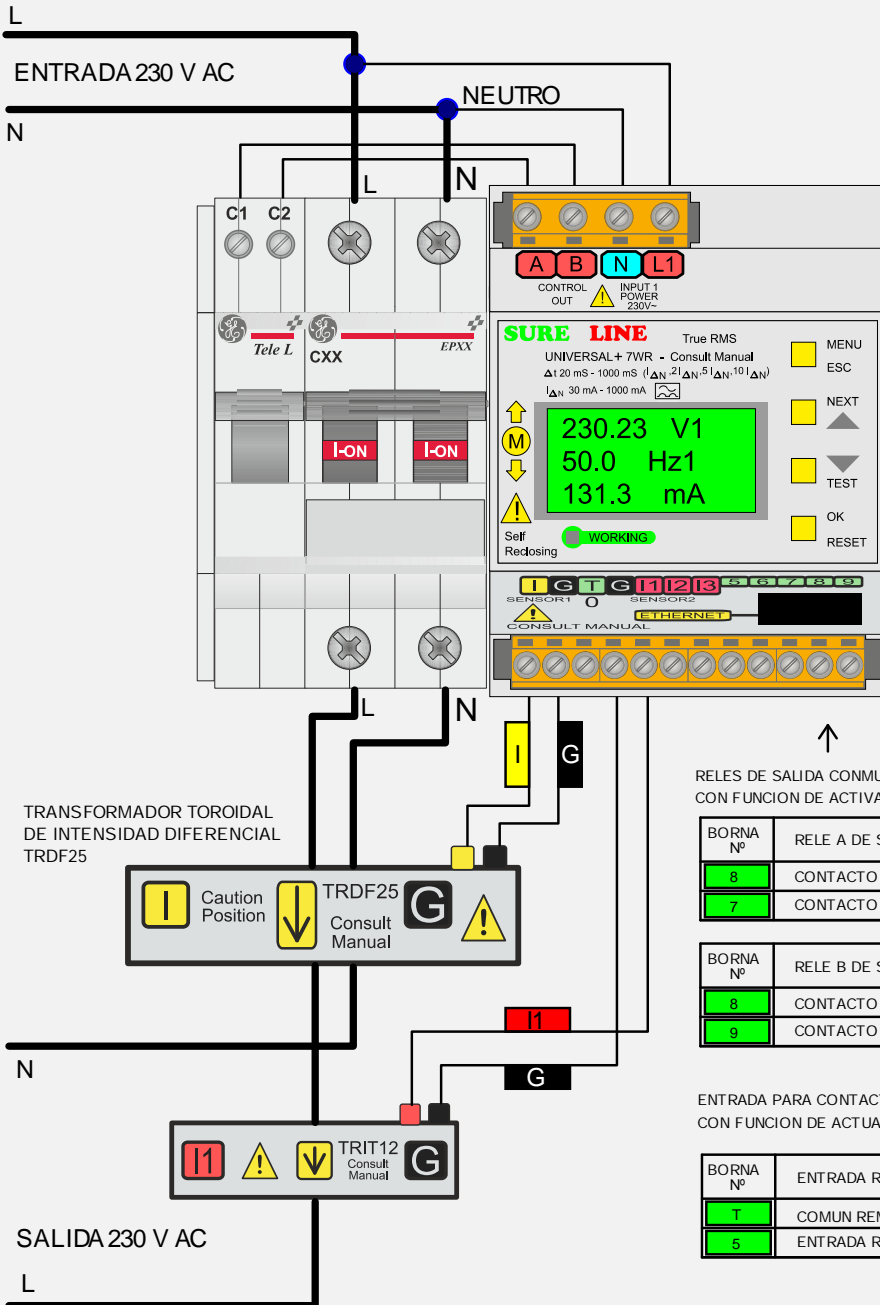 L
ENTRADA 230 V AC
NEUTRO
N
L
N
C1 C2
A B N L1
CONTROL OUT
INPUT 1 POWER 230V~
Tele L
CXX
EPXX
I-ON
I-ON
SURE LINE
True RMS
UNIVERSAL+ 7WR - Consult Manual
Δt 20 mS - 1000 mS (IΔN, 2IΔN, 5IΔN, 10IΔN)
IΔN 30 mA - 1000 mA
M
230.23 V1
50.0 Hz1
131.3 mA
Self Reclosing
WORKING
MENU
ESC
NEXT
TEST
OK
RESET
I G T G I1 I2 I3 5 6 7 8 9
SENSOR1 O SENSOR2
ETHERNET
CONSULT MANUAL
L
N
I
G
TRANSFORMADOR TOROIDAL
DE INTENSIDAD DIFERENCIAL
TRDF25
I
Caution
Position
TRDF25
Consult
Manual
G
I1
G
N
I1
TRIT12
Consult
Manual
G
SALIDA 230 V AC
L
RELES DE SALIDA CONMU
CON FUNCION DE ACTIVA
BORNA Nº RELE A DE S
8 CONTACTO
7 CONTACTO
BORNA Nº RELE B DE S
8 CONTACTO
9 CONTACTO
ENTRADA PARA CONTAC
CON FUNCION DE ACTUA
BORNA Nº ENTRADA R
T COMUN REM
5 ENTRADA R